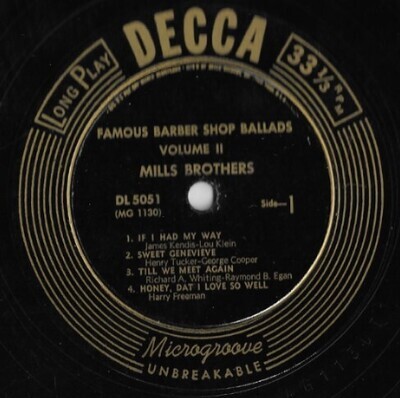 LONG PLAY
DECCA
33 1/3 RPM
FAMOUS BARBER SHOP BALLADS
VOLUME II
MILLS BROTHERS
DL 5051
(MG 1130)
Side—1
1. IF I HAD MY WAY
James Kendis-Lou Klein
2. SWEET GENEVIEVE
Henry Tucker-George Cooper
3. TILL WE MEET AGAIN
Richard A. Whiting-Raymond B. Egan
4. HONEY, DAT I LOVE SO WELL
Harry Freeman
Microgroove
UNBREAKABLE